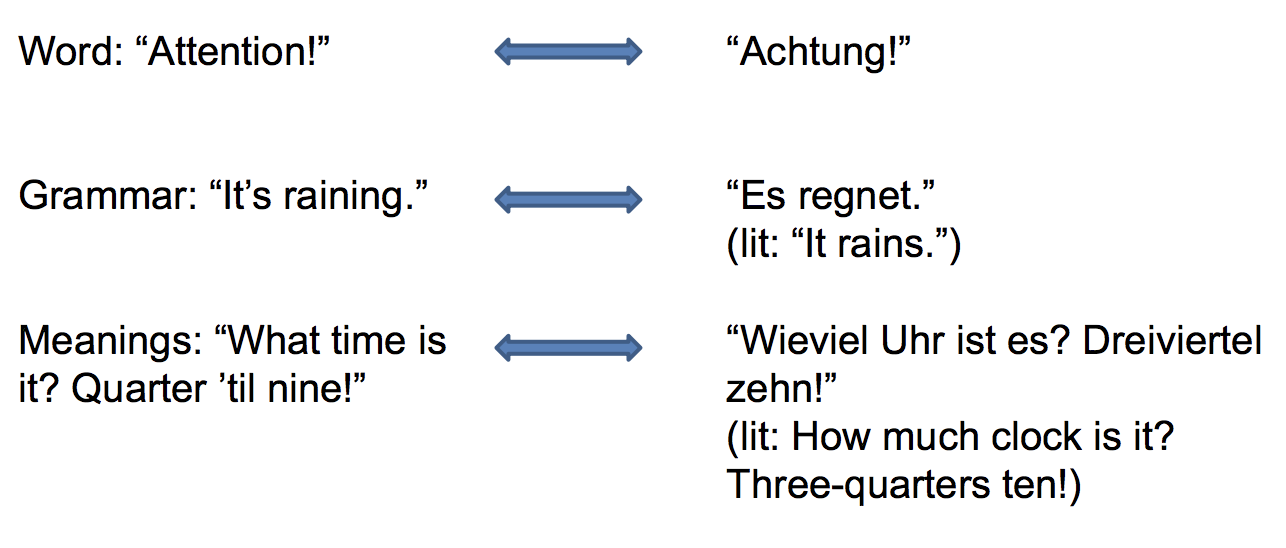 Word: “Attention!”
“Achtung!”
Grammar: “It’s raining.”
“Es regnet.”
(lit: “It rains.”)
Meanings: “What time is
it? Quarter ’til nine!”
“Wieviel Uhr ist es? Dreiviertel
zehn!”
(lit: How much clock is it?
Three-quarters ten!)